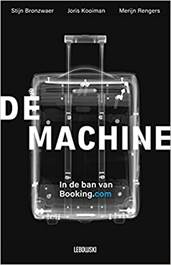 Stijn Bronzwaer Joris Kooiman Merijn Rengers
DE
MACHINE
In de ban van
Booking.com
LEBOWSKI